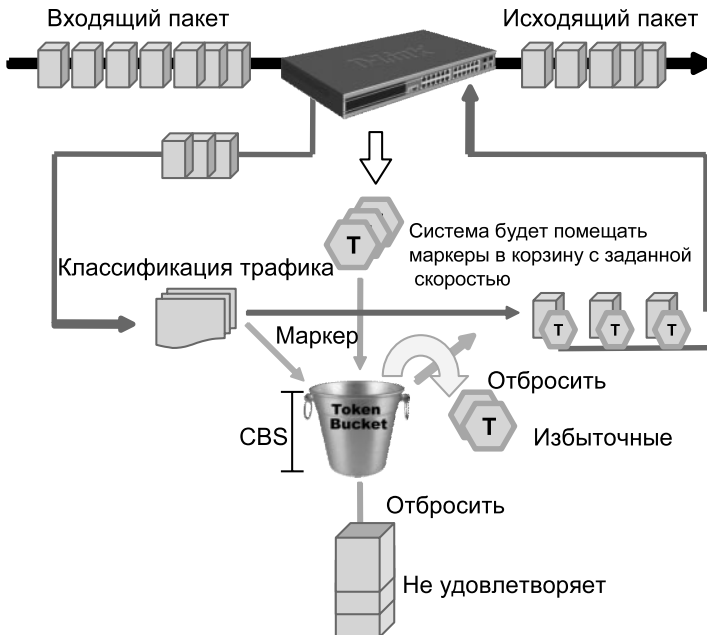 Входящий пакет
Исходящий пакет
D-Link
T
Система будет помещать
маркеры в корзину с заданной
скоростью
Классификация трафика
T T T
Маркер
Отбросить
Token
Bucket
CBS
T
Избыточные
Отбросить
Не удовлетворяет